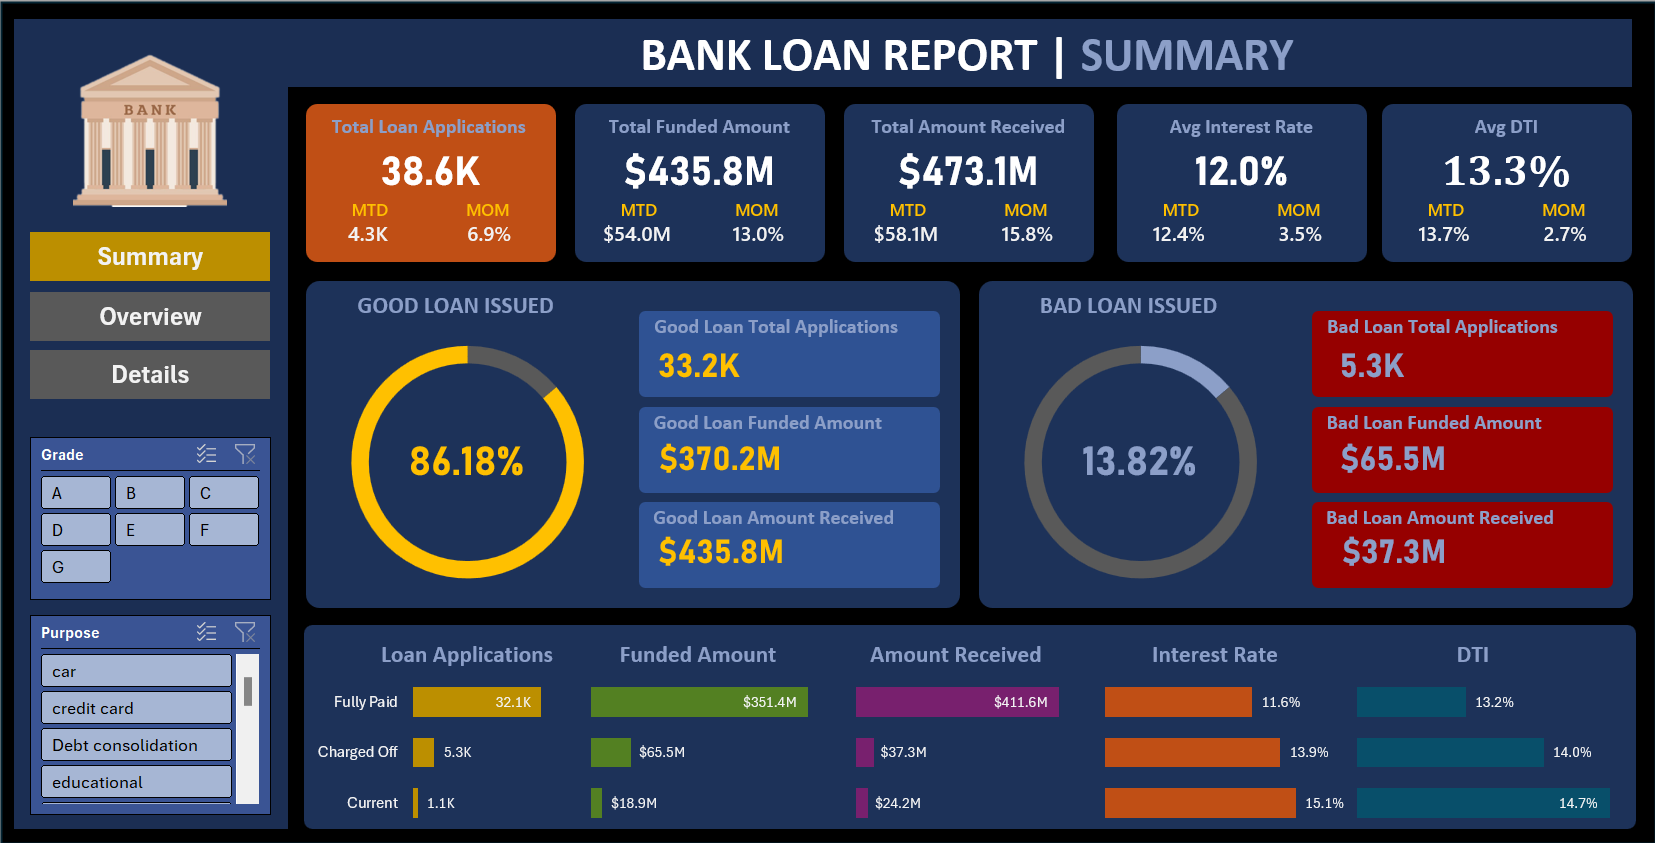 BANK LOAN REPORT | SUMMARY
BANK
Summary
Overview
Details
Grade
A B C
D E F
G
Purpose
car
credit card
Debt consolidation
educational
Total Loan Applications
38.6K
MTD MOM
4.3K 6.9%
Total Funded Amount
$435.8M
MTD MOM
$54.0M 13.0%
Total Amount Received
$473.1M
MTD MOM
$58.1M 15.8%
Avg Interest Rate
12.0%
MTD MOM
12.4% 3.5%
Avg DTI
13.3%
MTD MOM
13.7% 2.7%
GOOD LOAN ISSUED
86.18%
Good Loan Total Applications
33.2K
Good Loan Funded Amount
$370.2M
Good Loan Amount Received
$435.8M
BAD LOAN ISSUED
13.82%
Bad Loan Total Applications
5.3K
Bad Loan Funded Amount
$65.5M
Bad Loan Amount Received
$37.3M
Loan Applications Funded Amount Amount Received Interest Rate DTI
Fully Paid 32.1K $351.4M $411.6M 11.6% 13.2%
Charged Off 5.3K $65.5M $37.3M 13.9% 14.0%
Current 1.1K $18.9M $24.2M 15.1% 14.7%